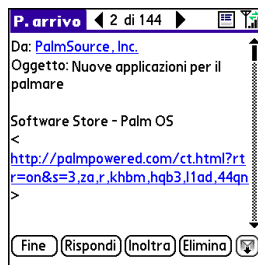 P. arrivo 2 di 144
Da: PalmSource, Inc.
Oggetto: Nuove applicazioni per il
palmare
Software Store - Palm OS
<
http://palmpowered.com/ct.html?rt
r=on&s=3,za,r,khbm,hqb3,l1ad,44qn
>
Fine Rispondi Inoltra Elimina